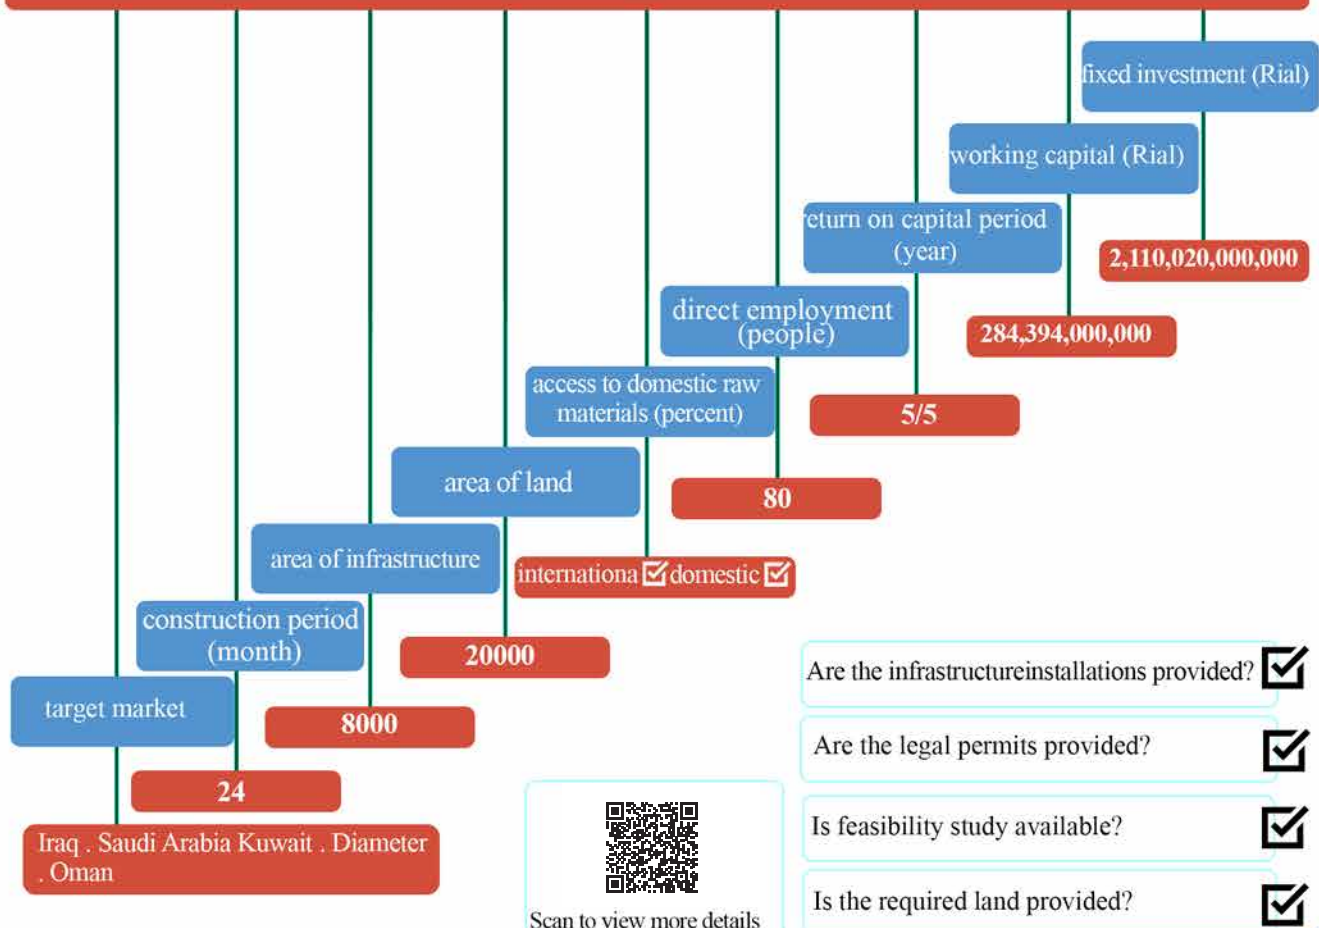 fixed investment (Rial)
2,110,020,000,000
working capital (Rial)
284,394,000,000
eturn on capital period
(year)
5/5
direct employment
(people)
80
access to domestic raw
materials (percent)
internationa domestic
area of land
20000
area of infrastructure
8000
construction period
(month)
24
target market
Iraq . Saudi Arabia Kuwait . Diameter
. Oman
Are the infrastructureinstallations provided?
Are the legal permits provided?
Is feasibility study available?
Is the required land provided?
Scan to view more details